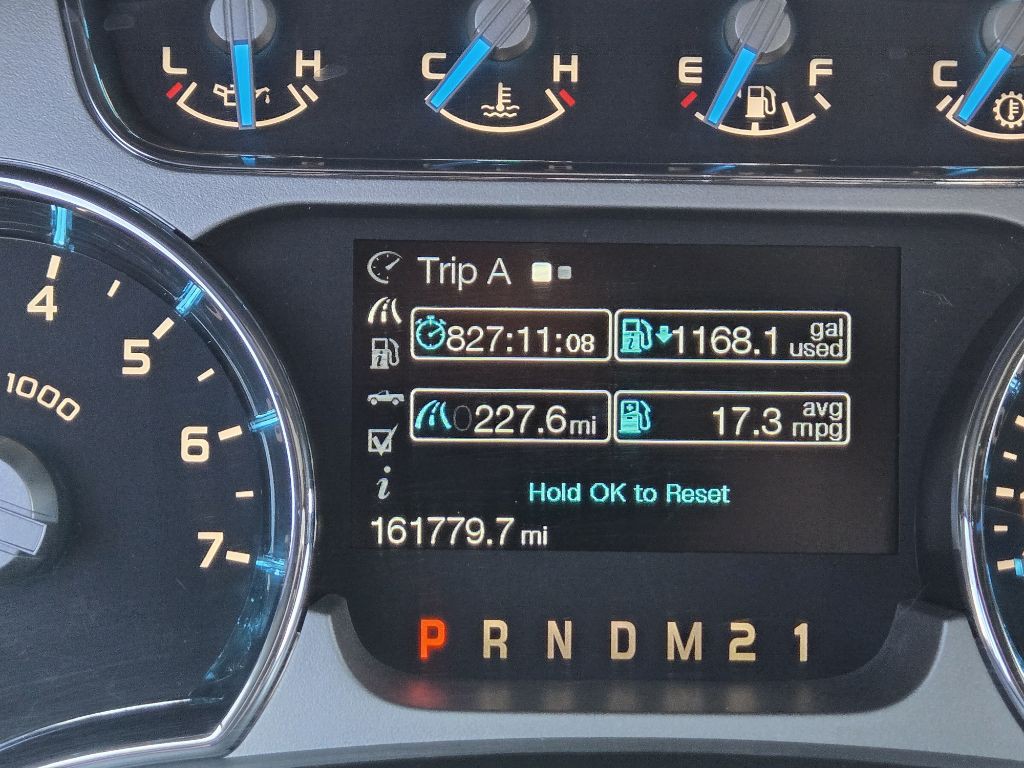 L H C H E F C
Trip A
827:11:08 1168.1 gal used
0227.6 mi 17.3 avg mpg
Hold OK to Reset
161779.7 mi
4
5
1000
6
7
P R N D M 2 1